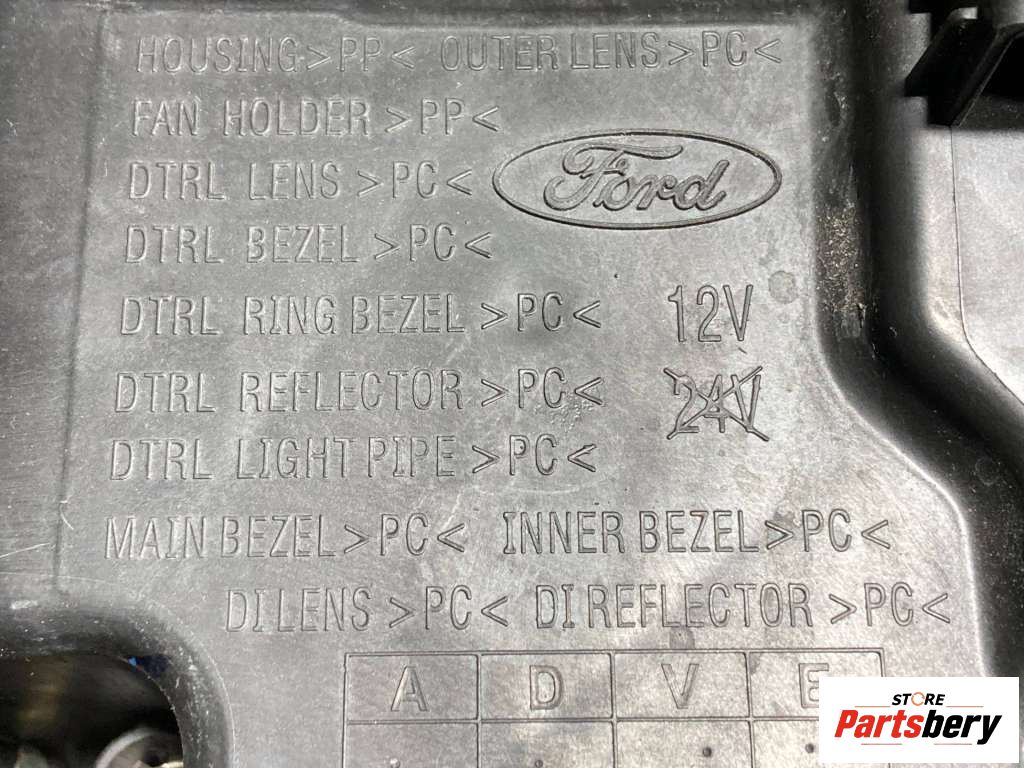 HOUSING>PP< OUTER LENS>PC<
FAN HOLDER>PP<
DTRL LENS>PC<
Ford
DTRL BEZEL>PC<
DTRL RING BEZEL>PC< 12V
DTRL REFLECTOR>PC< 24V
DTRL LIGHT PIPE>PC<
MAIN BEZEL>PC< INNER BEZEL>PC<
DI LENS>PC< DI REFLECTOR>PC<
A D V E
STORE
Partsbery